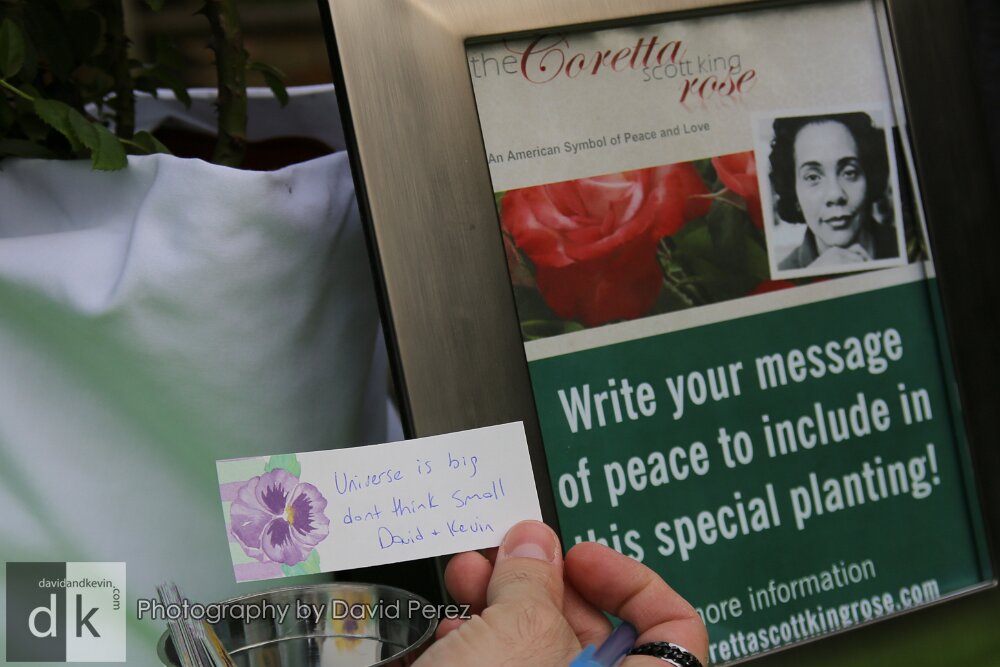 the Coretta
scott king
rose
An American Symbol of Peace and Love
Write your message
of peace to include in
this special planting!
more information
rettascottkingrose.com
Universe is big
dont think small
David + Kevin
davidandkevin.com
dk
Photography by David Perez